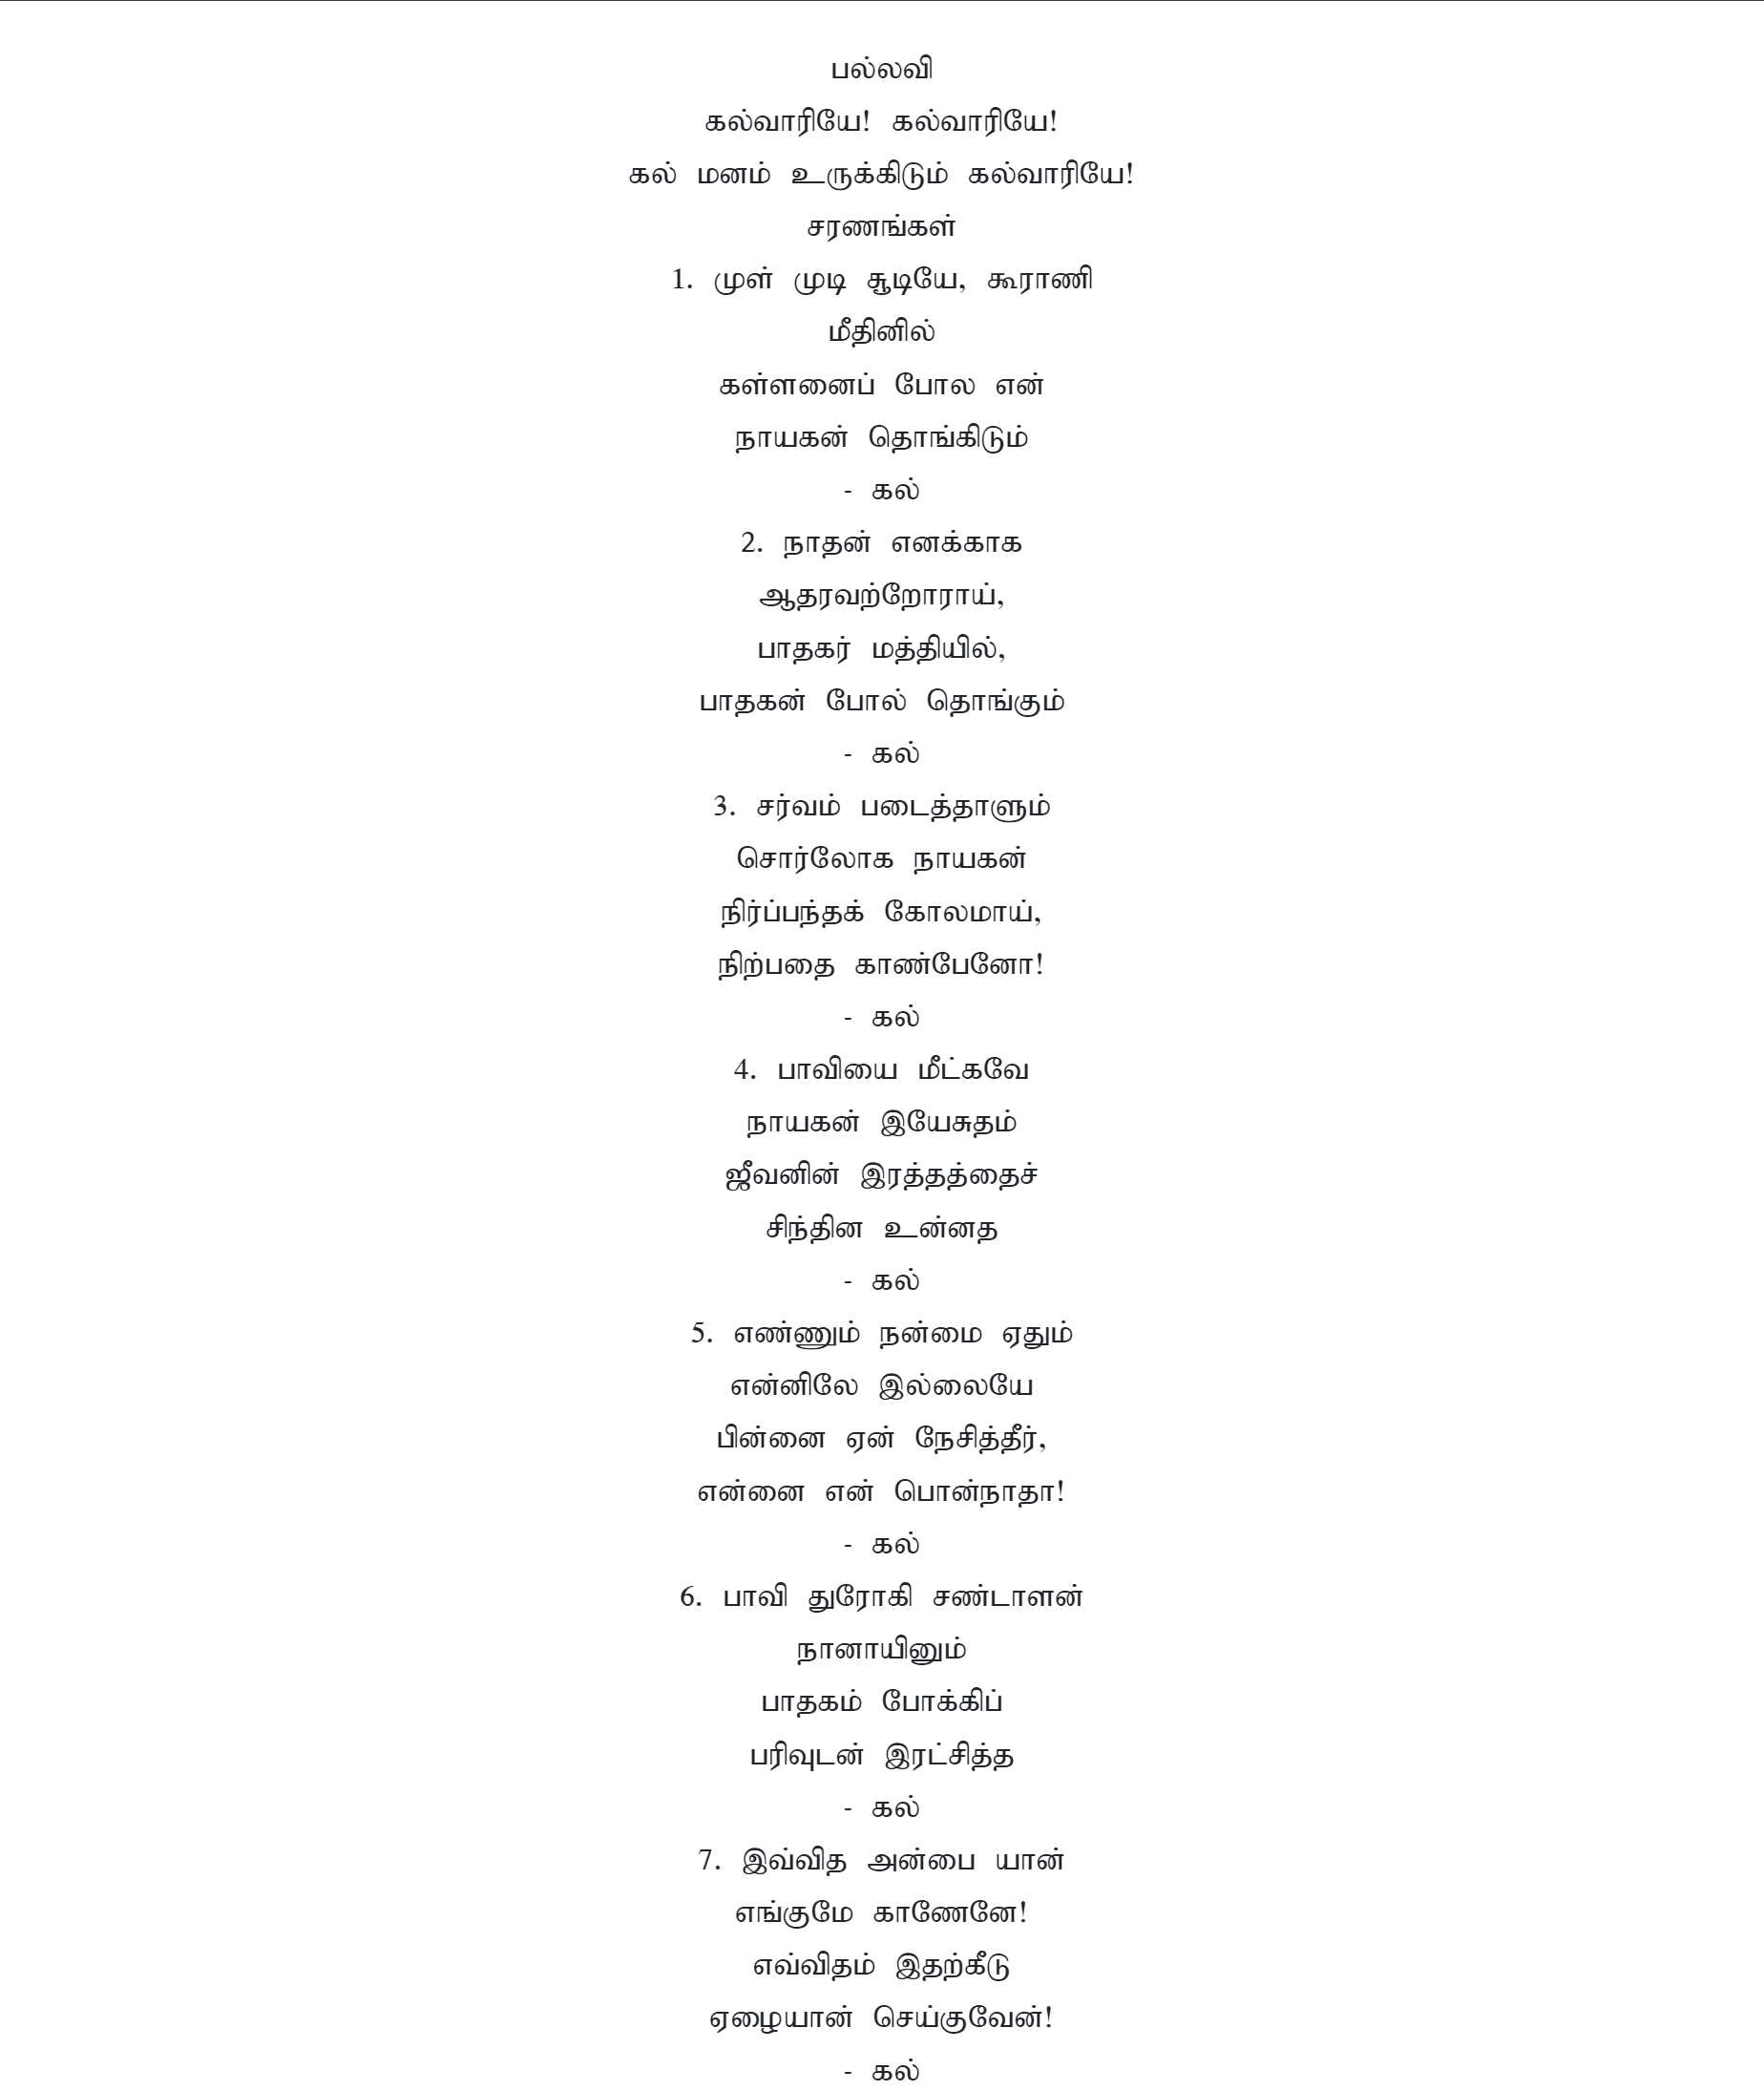 பல்லவி
கல்வாரியே! கல்வாரியே!
கல் மனம் உருக்கிடும் கல்வாரியே!
சரணங்கள்
1. முள் முடி சூடியே, கூராணி
மீதினில்
கள்ளனைப் போல என்
நாயகன் தொங்கிடும்
- கல்
2. நாதன் எனக்காக
ஆதரவற்றோராய்,
பாதகர் மத்தியில்,
பாதகன் போல் தொங்கும்
- கல்
3. சர்வம் படைத்தாளும்
சொர்லோக நாயகன்
நிர்ப்பந்தக் கோலமாய்,
நிற்பதை காண்பேனோ!
- கல்
4. பாவியை மீட்கவே
நாயகன் இயேசுதம்
ஜீவனின் இரத்தத்தைச்
சிந்தின உன்னத
- கல்
5. எண்ணும் நன்மை ஏதும்
என்னிலே இல்லையே
பின்னை ஏன் நேசித்தீர்,
என்னை என் பொன்நாதா!
- கல்
6. பாவி துரோகி சண்டாளன்
நானாயினும்
பாதகம் போக்கிப்
பரிவுடன் இரட்சித்த
- கல்
7. இவ்வித அன்பை யான்
எங்குமே காணேனே!
எவ்விதம் இதற்கீடு
ஏழையான் செய்குவேன்!
- கல்